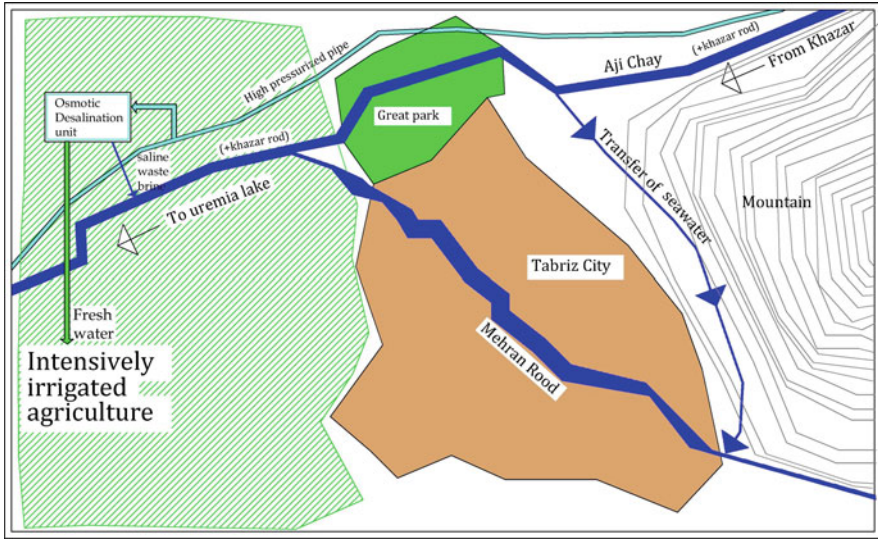 (+khazar rod)
From Khazar
Aji Chay
High pressurized pipe
Great park
Osmotic
Desalination
unit
(+khazar rod)
saline
waste
brine
Transfer of seawater
Mountain
To uremia lake
Tabriz City
Mehran Rood
Fresh
water
Intensively
irrigated
agriculture